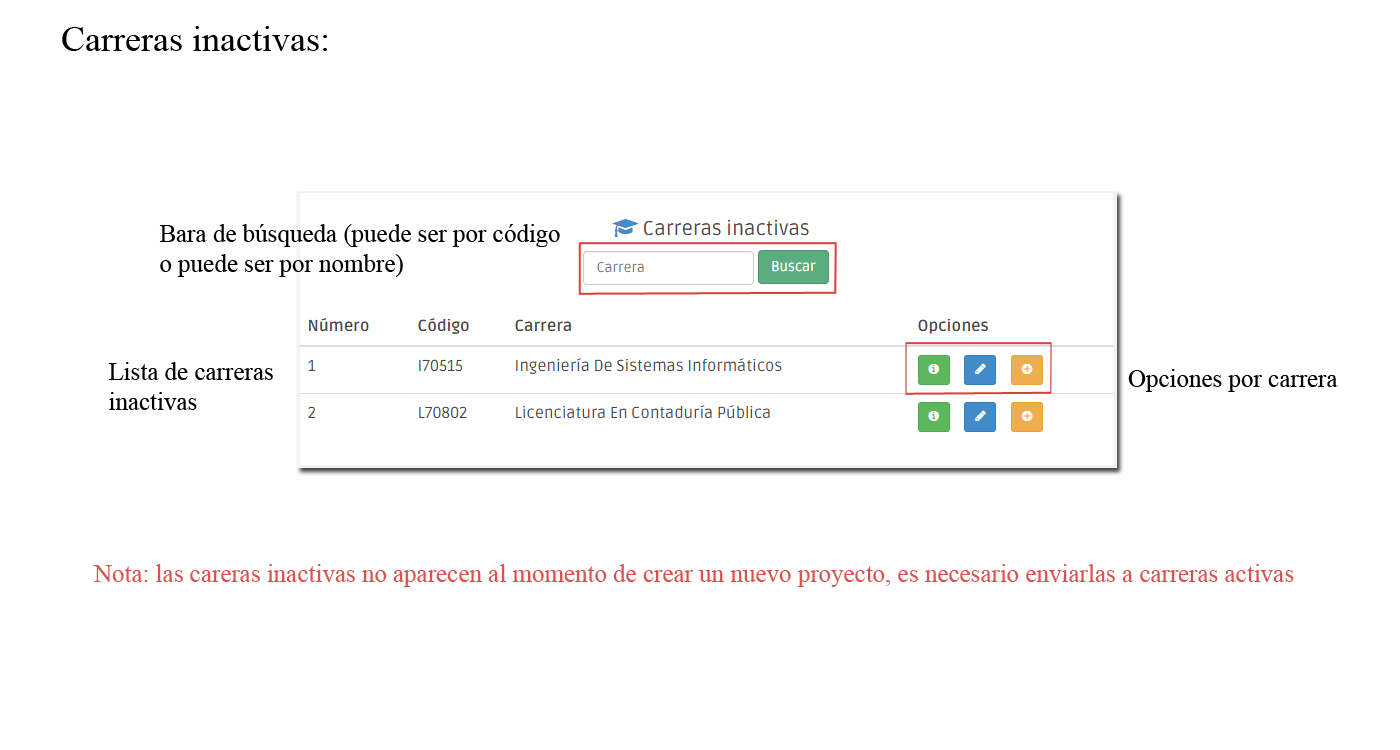 Carreras inactivas:
Bara de búsqueda (puede ser por código
o puede ser por nombre)
Carreras inactivas
Carrera Buscar
Número Código Carrera Opciones
1 I70515 Ingeniería De Sistemas Informáticos
2 L70802 Licenciatura En Contaduría Pública
Lista de carreras
inactivas
Opciones por carrera
Nota: las careras inactivas no aparecen al momento de crear un nuevo proyecto, es necesario enviarlas a carreras activas